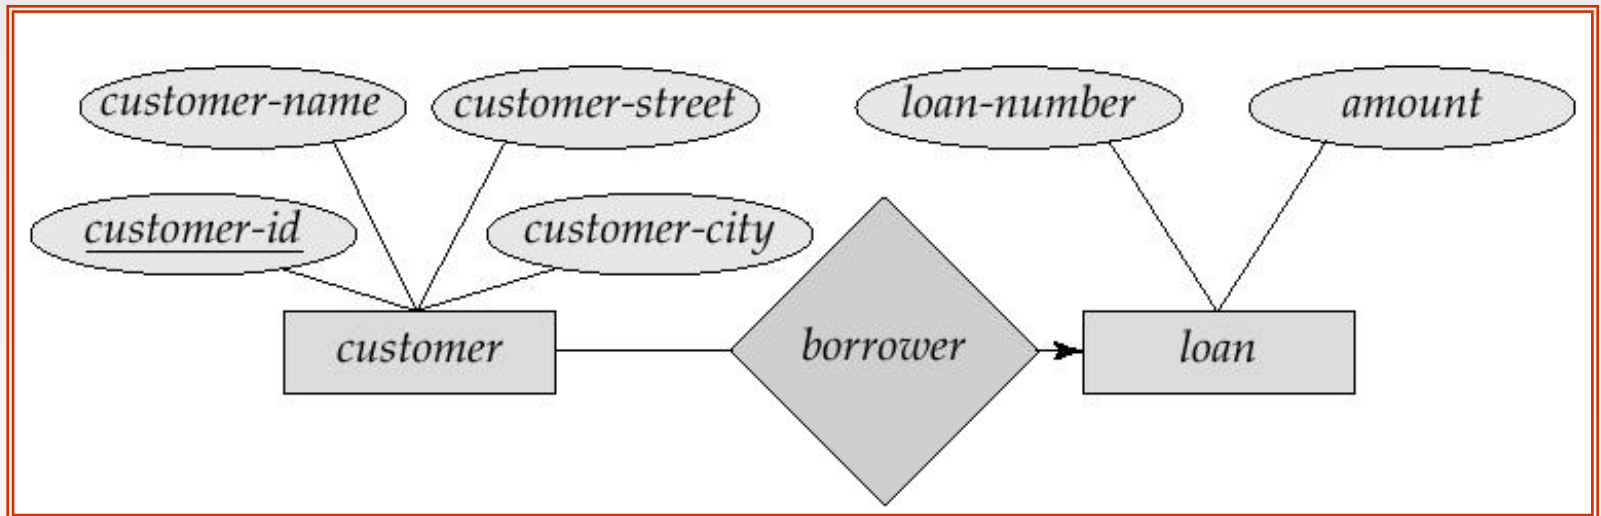 customer-name
customer-street
loan-number
amount
customer-id
customer-city
customer
borrower
loan